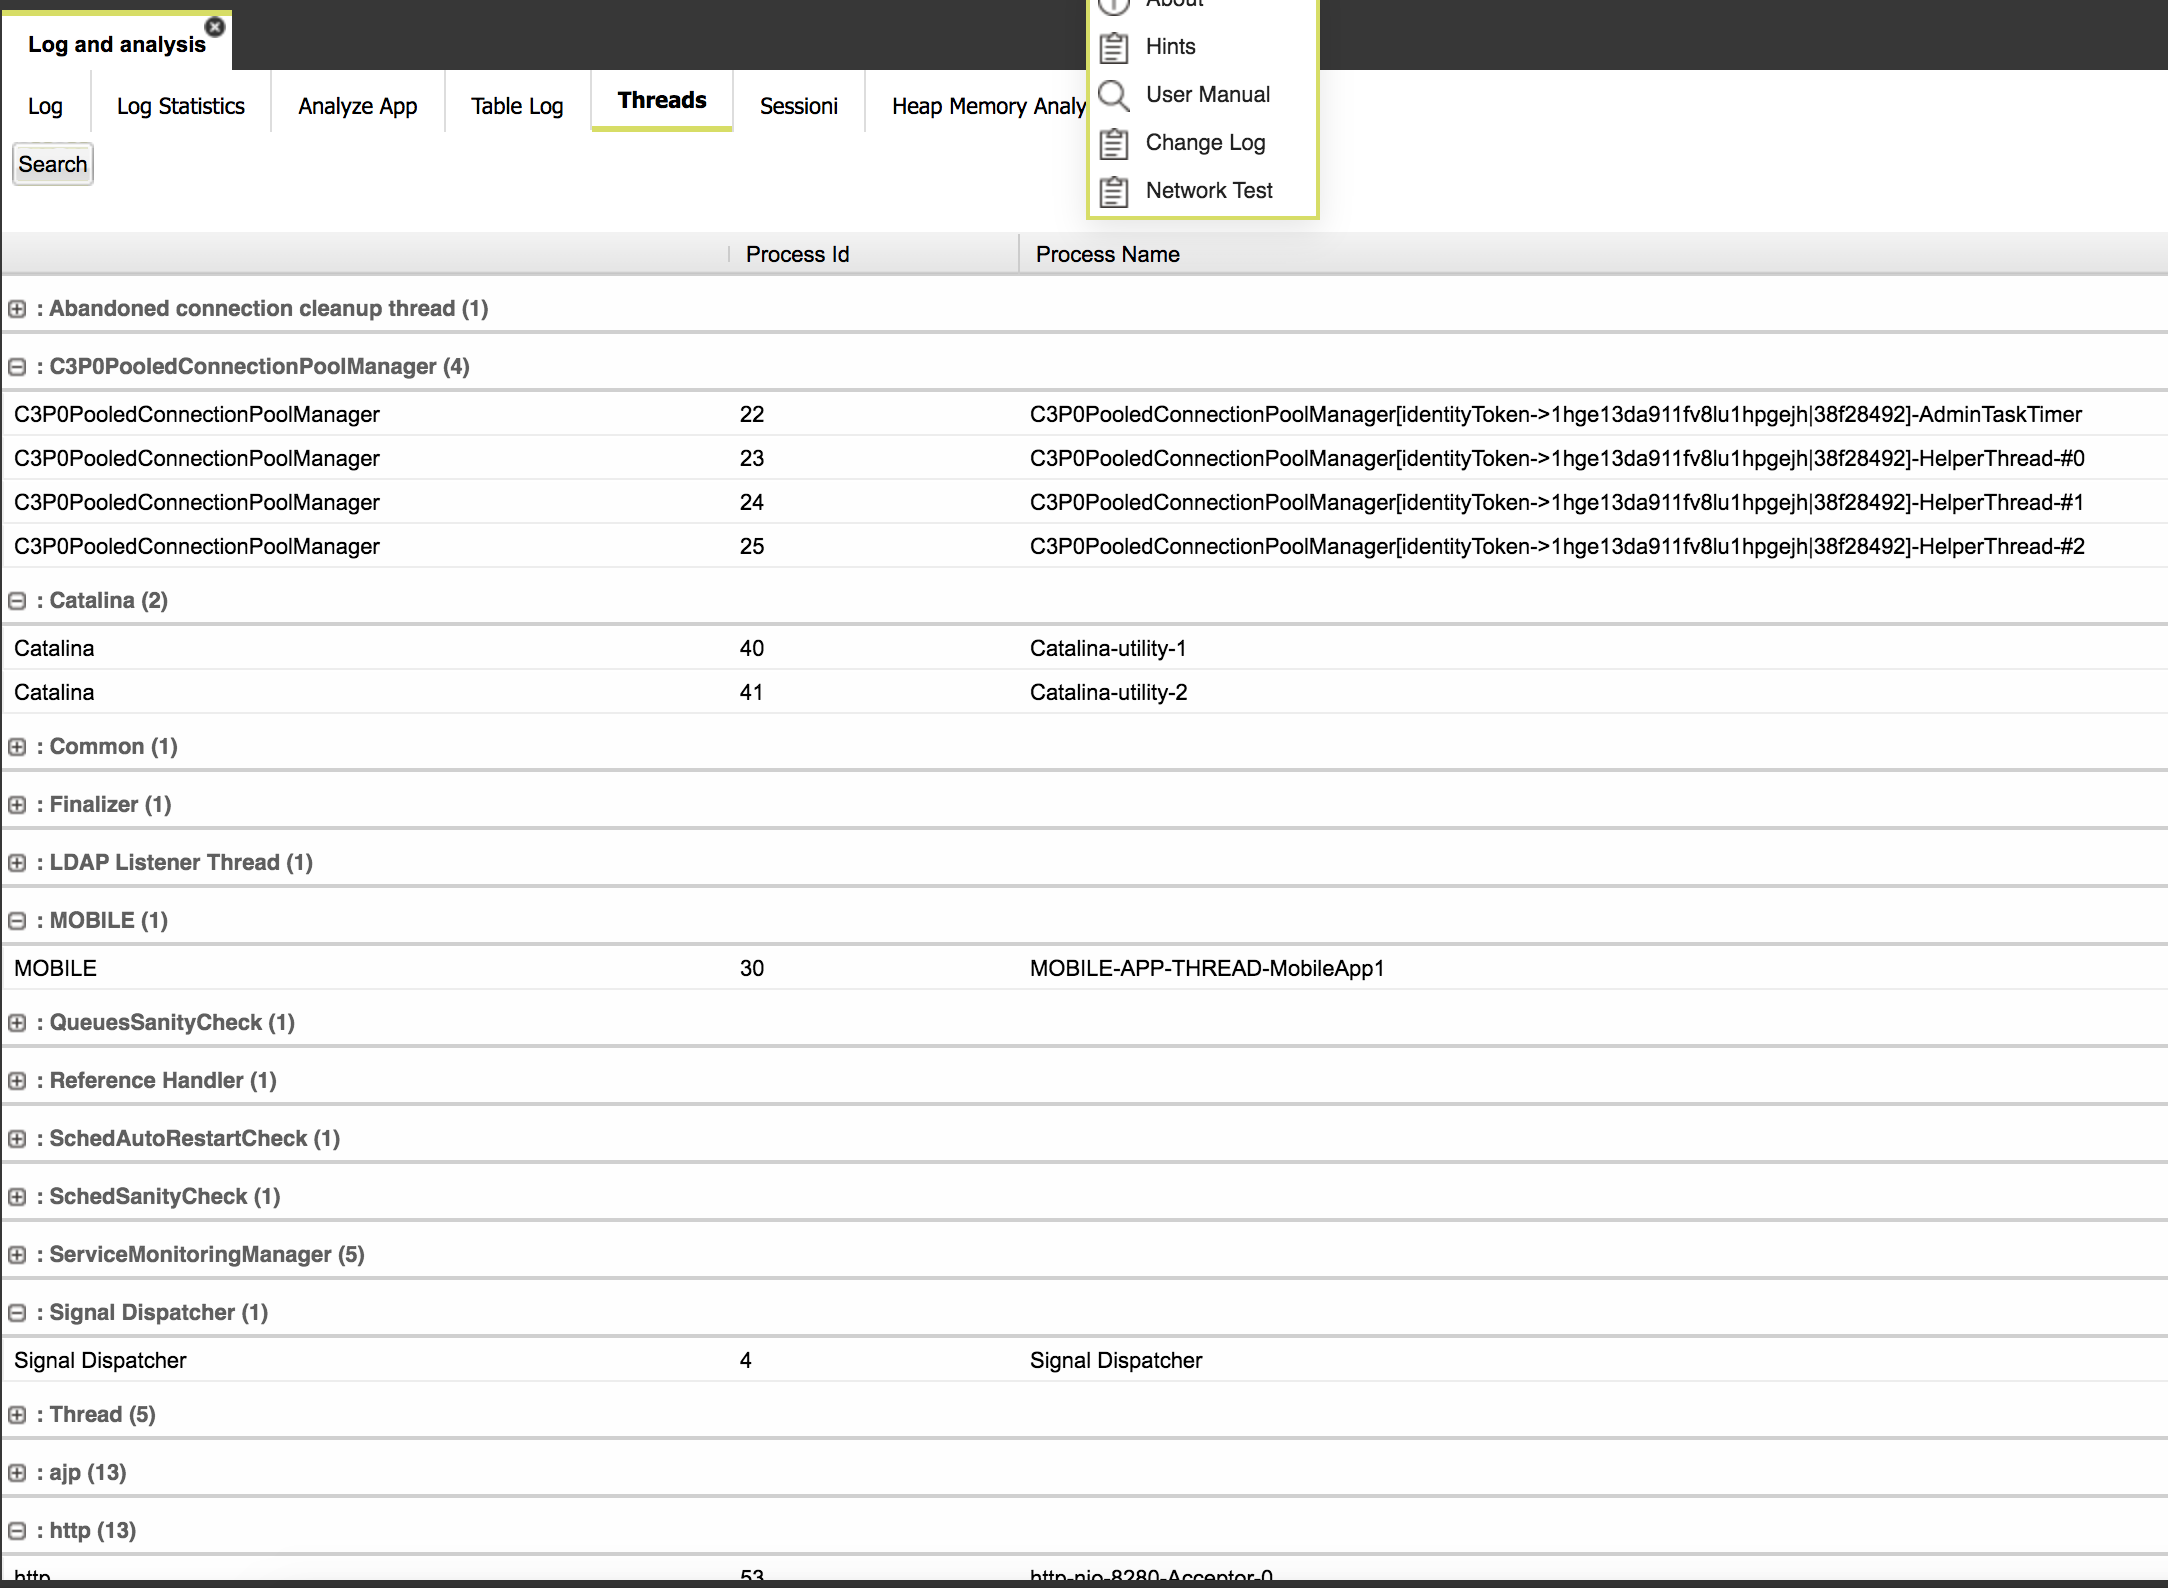 About
Log and analysis
Hints
User Manual
Log
Log Statistics
Analyze App
Table Log
Threads
Sessioni
Heap Memory Analy
Change Log
Search
Network Test
Process Id
Process Name
: Abandoned connection cleanup thread (1)
: C3P0PooledConnectionPoolManager (4)
C3P0PooledConnectionPoolManager 22 C3P0PooledConnectionPoolManager[identityToken->1hge13da911fv8lu1hpgejh|38f28492]-AdminTaskTimer
C3P0PooledConnectionPoolManager 23 C3P0PooledConnectionPoolManager[identityToken->1hge13da911fv8lu1hpgejh|38f28492]-HelperThread-#0
C3P0PooledConnectionPoolManager 24 C3P0PooledConnectionPoolManager[identityToken->1hge13da911fv8lu1hpgejh|38f28492]-HelperThread-#1
C3P0PooledConnectionPoolManager 25 C3P0PooledConnectionPoolManager[identityToken->1hge13da911fv8lu1hpgejh|38f28492]-HelperThread-#2
: Catalina (2)
Catalina 40 Catalina-utility-1
Catalina 41 Catalina-utility-2
: Common (1)
: Finalizer (1)
: LDAP Listener Thread (1)
: MOBILE (1)
MOBILE 30 MOBILE-APP-THREAD-MobileApp1
: QueuesSanityCheck (1)
: Reference Handler (1)
: SchedAutoRestartCheck (1)
: SchedSanityCheck (1)
: ServiceMonitoringManager (5)
: Signal Dispatcher (1)
Signal Dispatcher 4 Signal Dispatcher
: Thread (5)
: ajp (13)
: http (13)
http 53 http-nio-8280-Acceptor-0